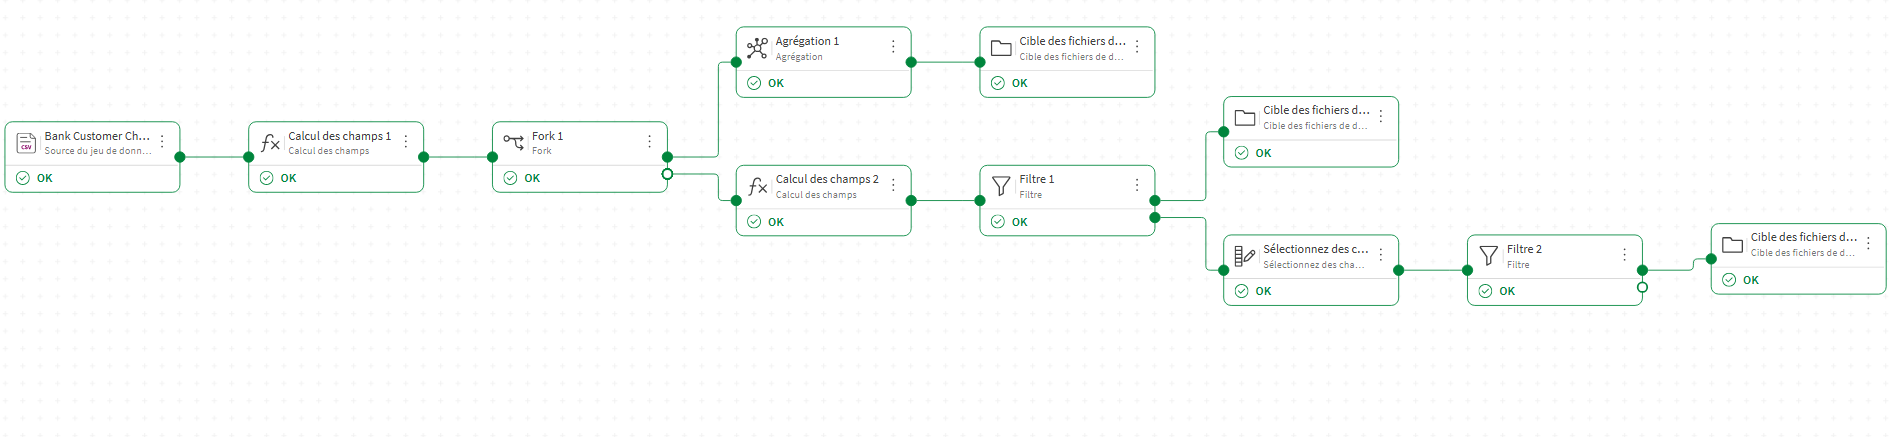 Agrégation 1
Agrégation
OK
Cible des fichiers d...
Cible des fichiers de d...
OK
Bank Customer Ch...
Source du jeu de donn...
CSV
OK
Calcul des champs 1
Calcul des champs
OK
Fork 1
Fork
OK
Calcul des champs 2
Calcul des champs
OK
Filtre 1
Filtre
OK
Cible des fichiers d...
Cible des fichiers de d...
OK
Sélectionnez des c...
Sélectionnez des cha...
OK
Filtre 2
Filtre
OK
Cible des fichiers d...
Cible des fichiers de d...
OK